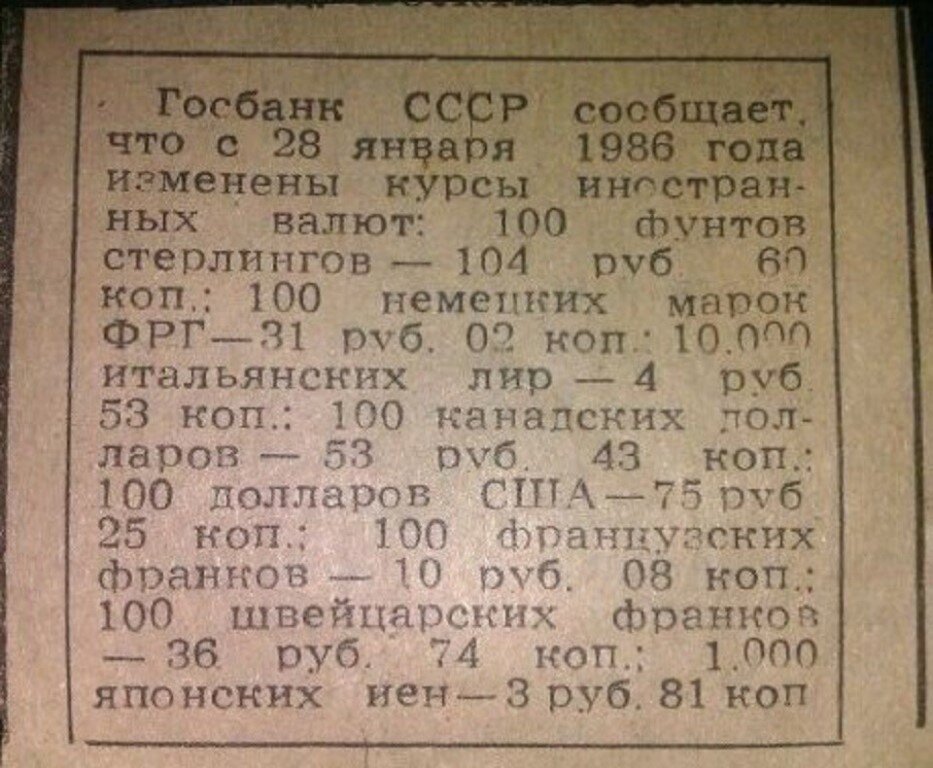 Госбанк СССР сообщает,
что с 28 января 1986 года
изменены курсы иностран-
ных валют: 100 фунтов
стерлингов — 104 руб 60
коп.; 100 немецких марок
ФРГ—31 руб. 02 коп.; 10.000
итальянских лир — 4 руб.
53 коп.; 100 канадских дол-
ларов — 53 руб. 43 коп.;
100 долларов США—75 руб
25 коп.; 100 французских
франков — 10 руб. 08 коп.;
100 швейцарских франков
— 36 руб. 74 коп.; 1.000
японских иен—3 руб. 81 коп